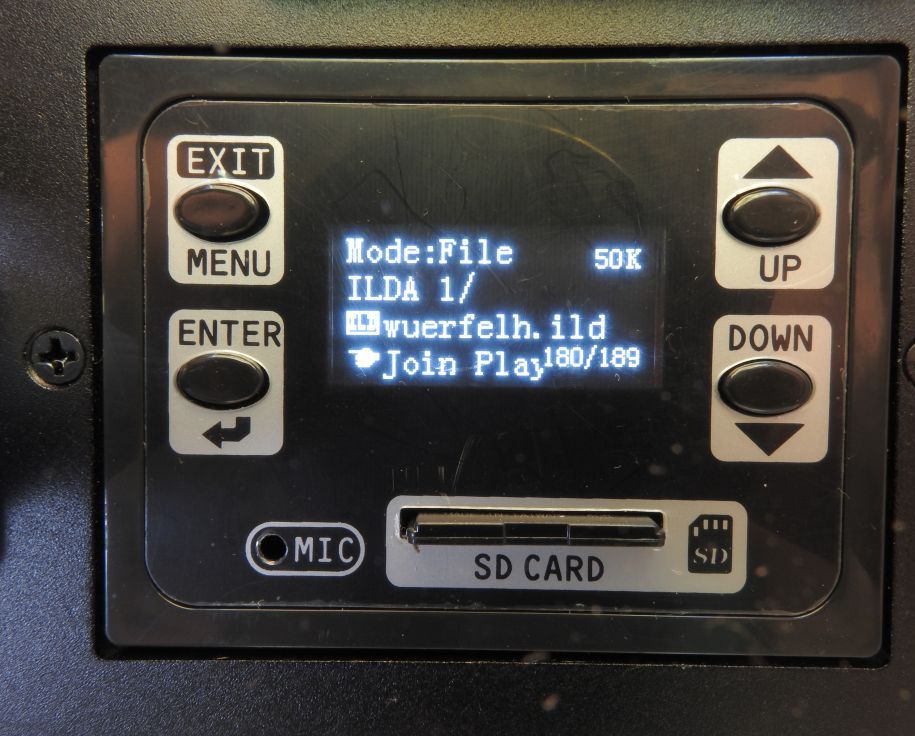 EXIT
MENU
UP
Mode:File 50K
ILDA 1/
ILD wuerfelh.ild
Join Play 180/189
ENTER
DOWN
MIC
SD CARD
SD